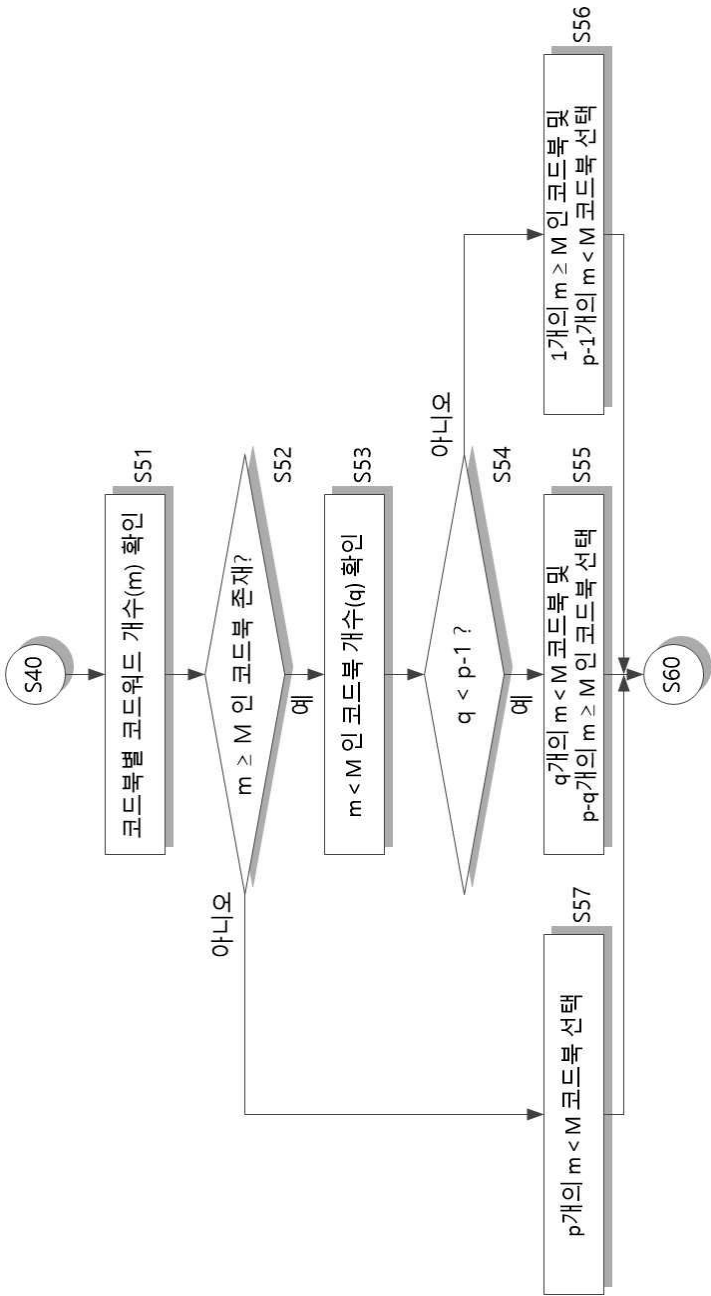 S40
코드북별 코드워드 개수(m) 확인
S51
m ≥ M 인 코드북 존재?
S52
아니오
예
m < M 인 코드북 개수(q) 확인
S53
q < p-1 ?
S54
아니오
예
p개의 m < M 코드북 선택
S57
q개의 m < M 코드북 및
p-q개의 m ≥ M 인 코드북 선택
S55
1개의 m ≥ M 인 코드북 및
p-1개의 m < M 코드북 선택
S56
S60